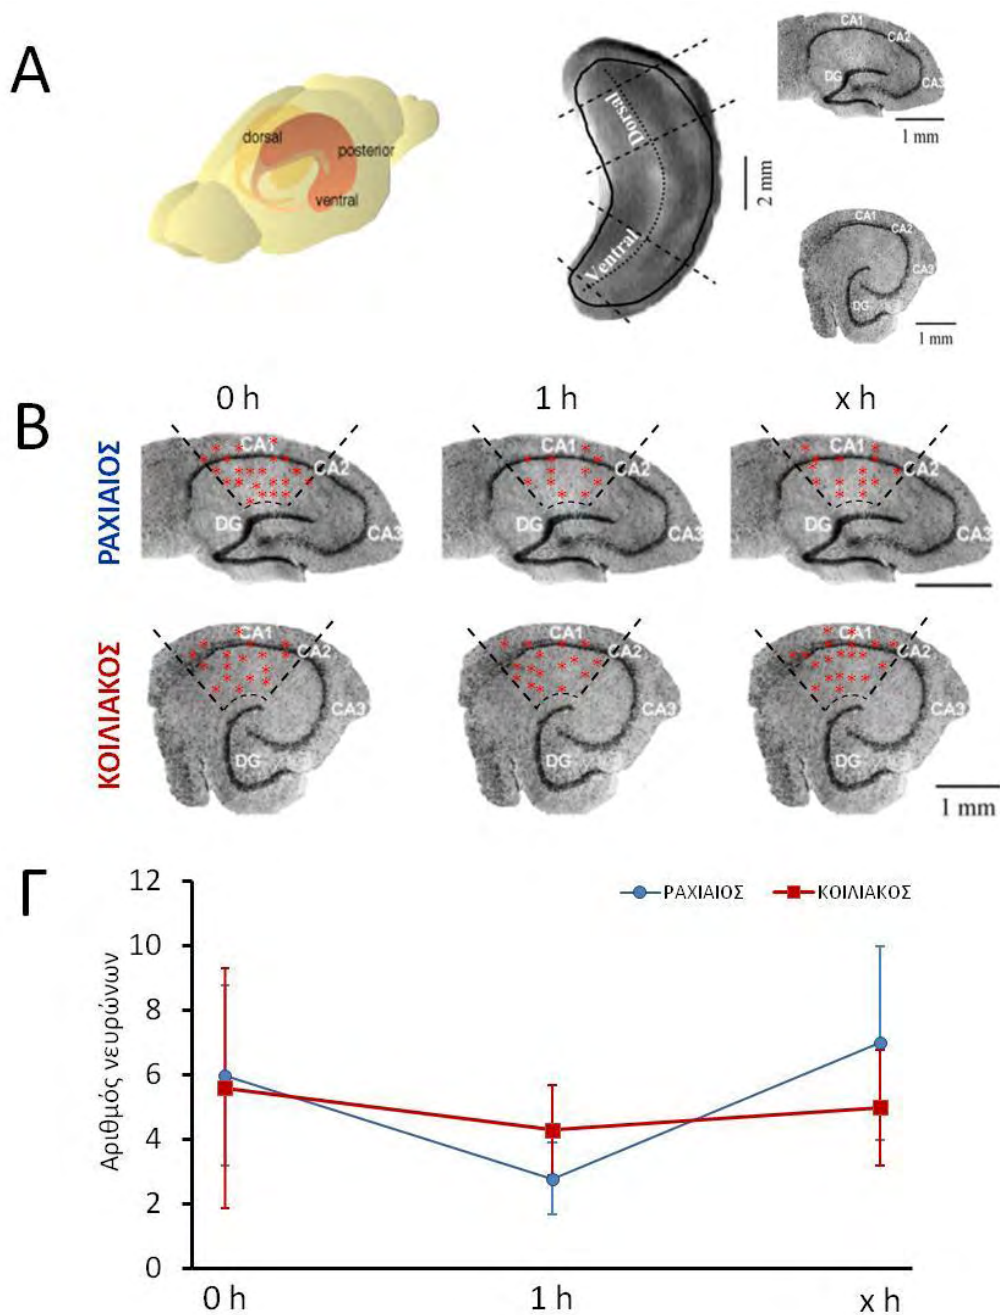 A
dorsal
posterior
ventral
Dorsal
Ventral
2 mm
CA1
CA2
DG
CA3
1 mm
CA1
CA2
CA3
DG
1 mm
B
0 h
1 h
x h
ΡΑΧΙΑΙΟΣ
CA1
CA2
DG
CA3
CA1
CA2
DG
CA3
CA1
CA2
DG
CA3
ΚΟΙΛΙΑΚΟΣ
CA1
CA2
CA3
DG
CA1
CA2
CA3
DG
CA1
CA2
CA3
DG
1 mm
Γ
Αριθμός νευρώνων
12
10
8
6
4
2
0
ΡΑΧΙΑΙΟΣ
ΚΟΙΛΙΑΚΟΣ
0 h
1 h
x h